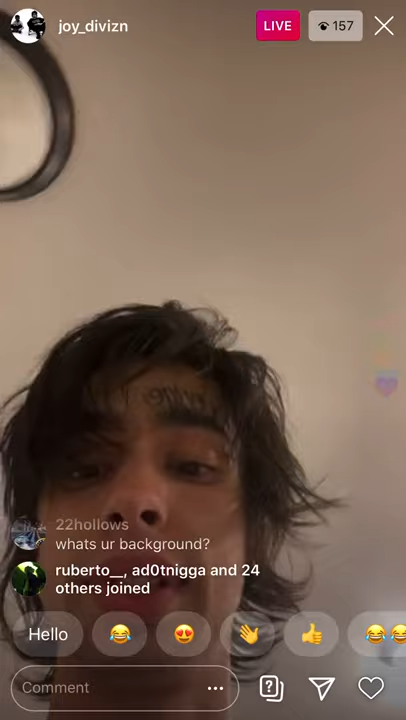 joy_divizn
LIVE
157
22hollows
whats ur background?
ruberto__, ad0tnigga and 24
others joined
Hello
Comment